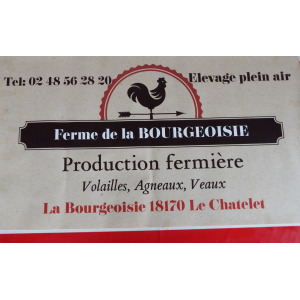 Tel: 02 48 56 28 20 Elevage plein air
Ferme de la BOURGEOISIE
Production fermière
Volailles, Agneaux, Veaux
La Bourgeoisie 18170 Le Chatelet